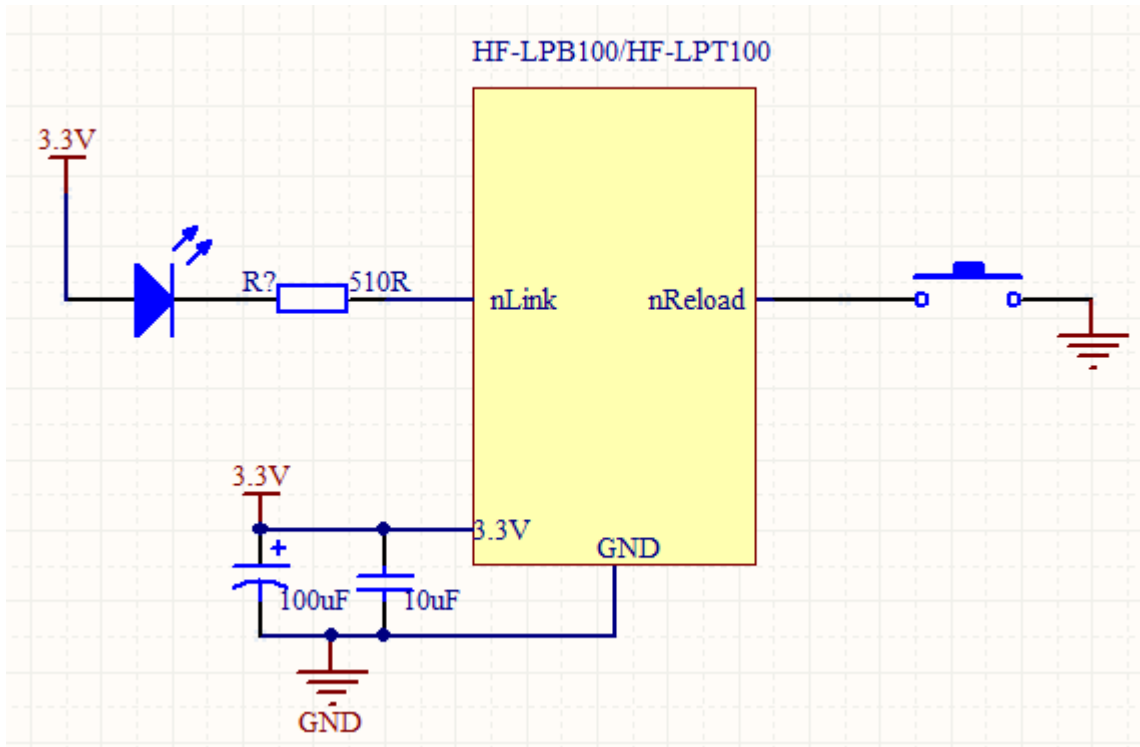 HF-LPB100/HF-LPT100
3.3V
R?
510R
nLink
nReload
3.3V
3.3V
GND
+
100uF
10uF
GND